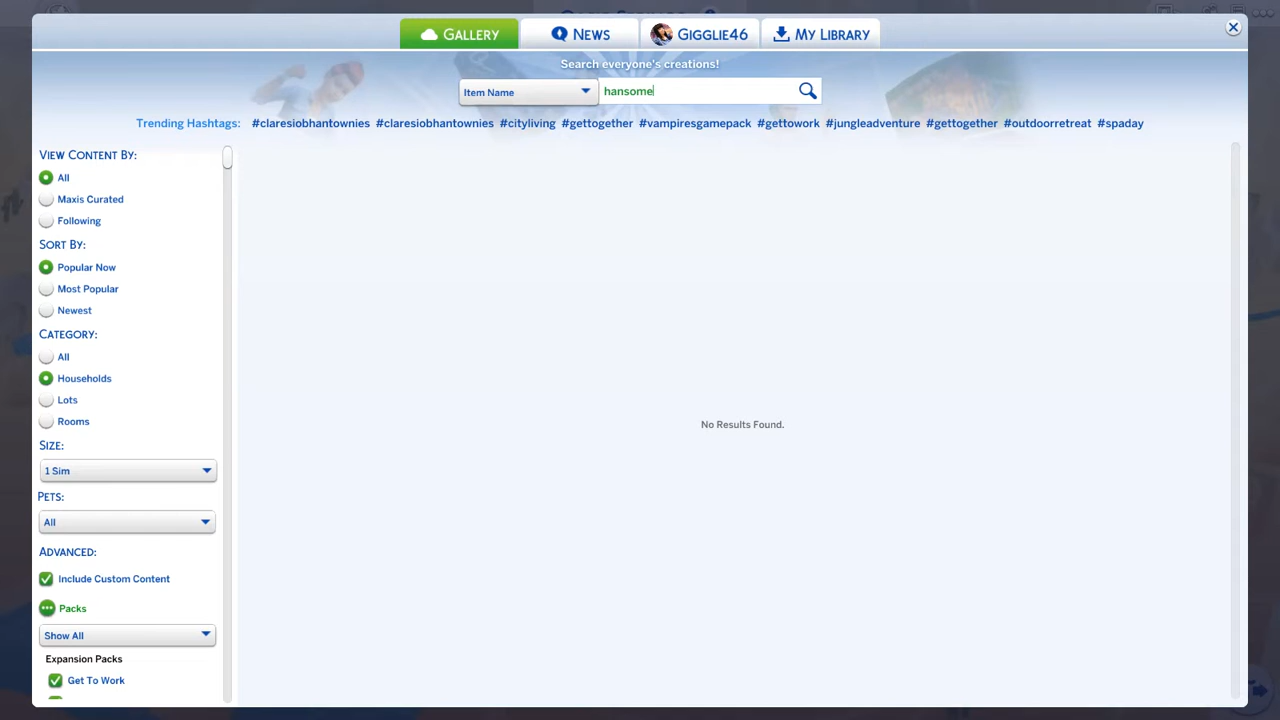 GALLERY
NEWS
GIGGLIE46
MY LIBRARY
Search everyone's creations!
Item Name
hansome
Trending Hashtags: #claresiobhantownies #claresiobhantownies #cityliving #gettogether #vampiresgamepack #gettowork #jungleadventure #gettogether #outdoorretreat #spaday
VIEW CONTENT BY:
All
Maxis Curated
Following
SORT BY:
Popular Now
Most Popular
Newest
CATEGORY:
All
Households
Lots
Rooms
SIZE:
1 Sim
PETS:
All
ADVANCED:
Include Custom Content
Packs
Show All
Expansion Packs
Get To Work
No Results Found.